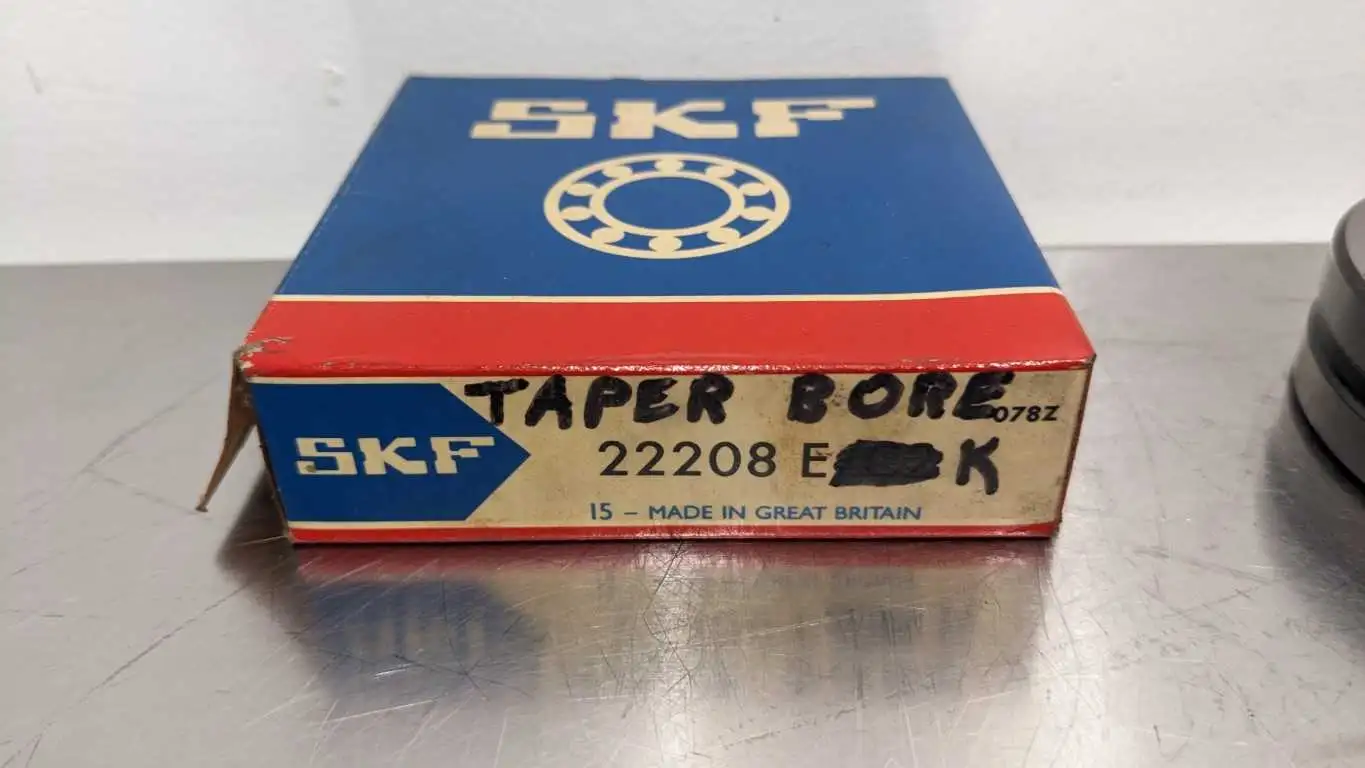 SKF
TAPER BORE
078Z
SKF
22208 E K
15 – MADE IN GREAT BRITAIN